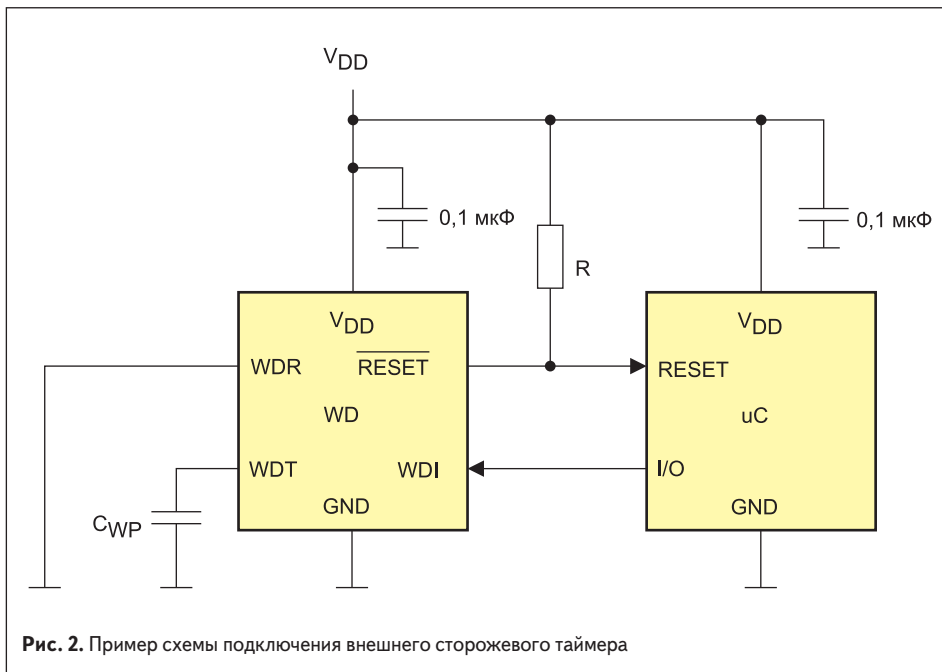 VDD
0,1 мкФ
0,1 мкФ
R
VDD
WDR
RESET
WD
WDT
WDI
GND
CWP
VDD
RESET
uC
I/O
GND
Рис. 2. Пример схемы подключения внешнего сторожевого таймера